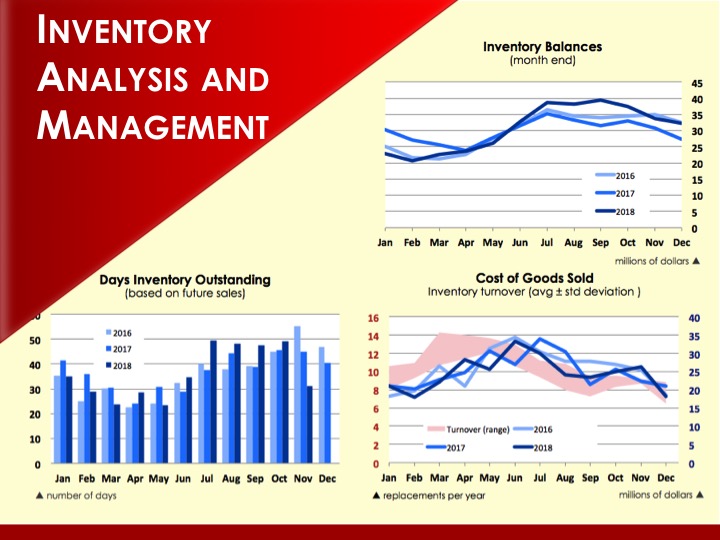 INVENTORY
ANALYSIS AND
MANAGEMENT
Inventory Balances
(month end)
45
40
35
30
25
20
15
10
5
0
2016
2017
2018
Jan Feb Mar Apr May Jun Jul Aug Sep Oct Nov Dec
millions of dollars ▲
Days Inventory Outstanding
(based on future sales)
50
40
30
20
10
0
2016
2017
2018
Jan Feb Mar Apr May Jun Jul Aug Sep Oct Nov Dec
▲ number of days
Cost of Goods Sold
Inventory turnover (avg ± std deviation )
16
14
12
10
8
6
4
2
0
40
35
30
25
20
15
10
5
0
Turnover (range) 2016
2017 2018
Jan Feb Mar Apr May Jun Jul Aug Sep Oct Nov Dec
▲ replacements per year millions of dollars ▲